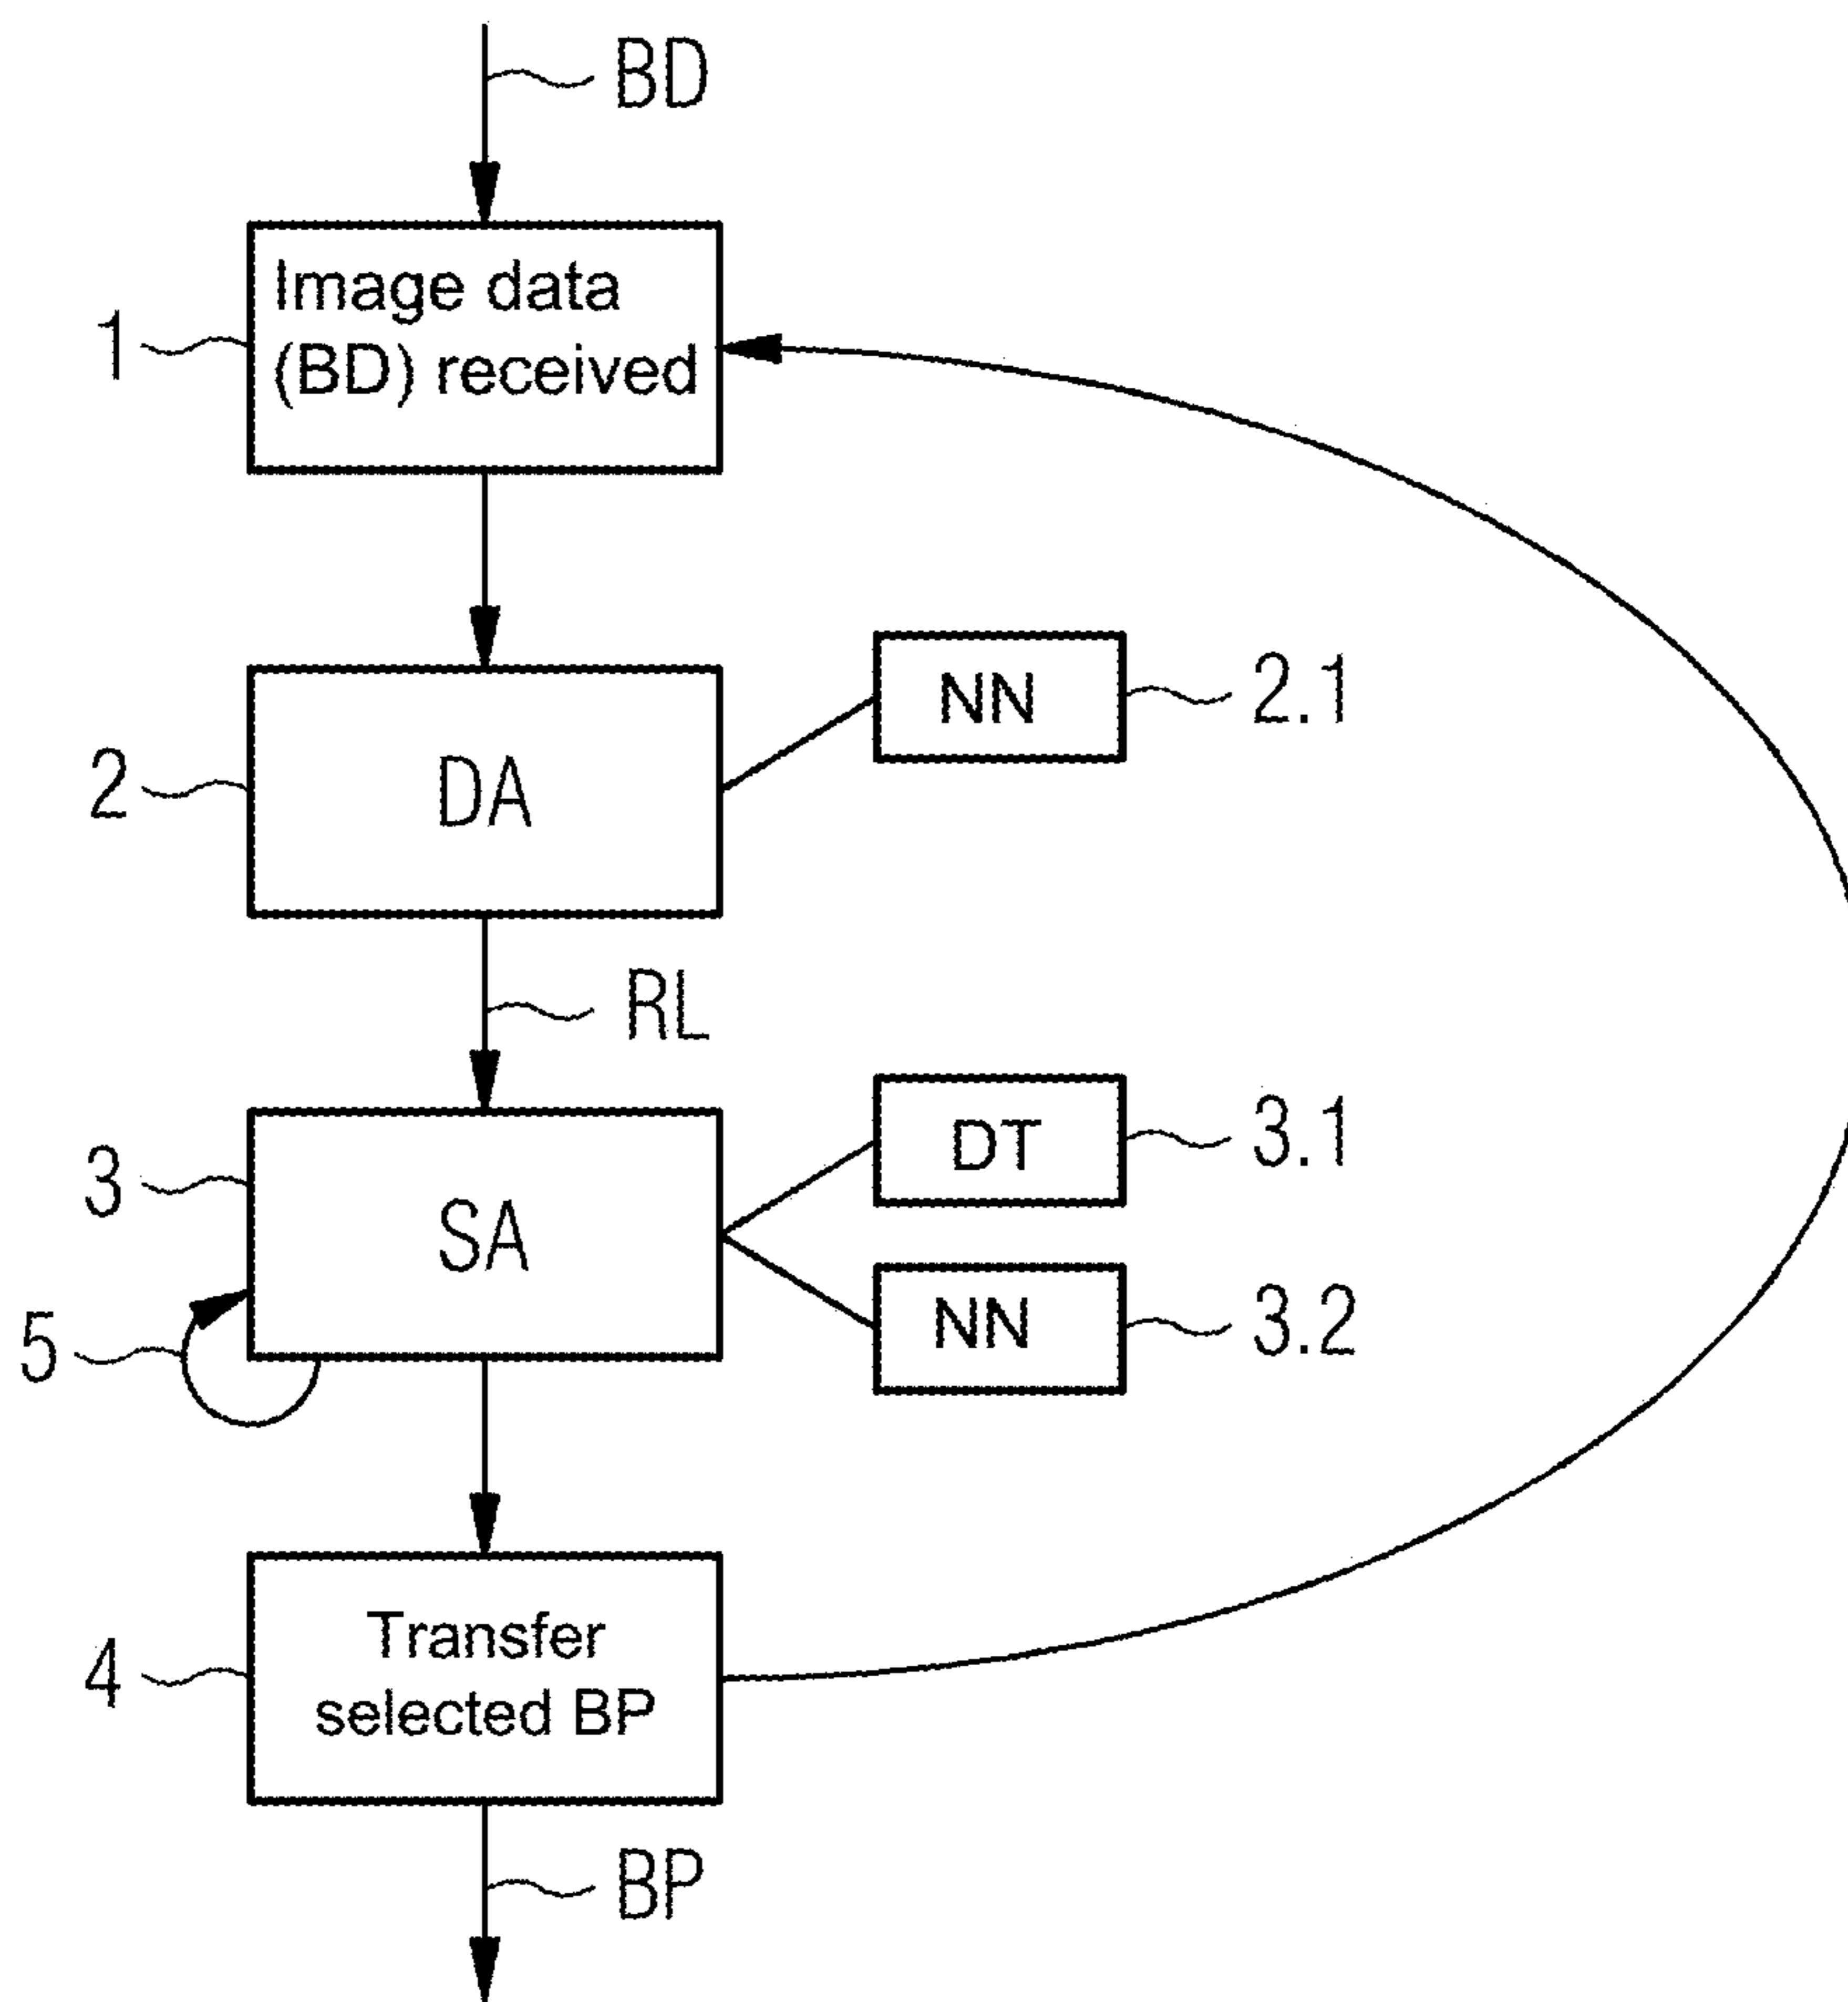 BD
Image data
(BD) received
1
NN
2.1
2
DA
RL
DT
3.1
3
SA
NN
3.2
5
Transfer
selected BP
4
BP